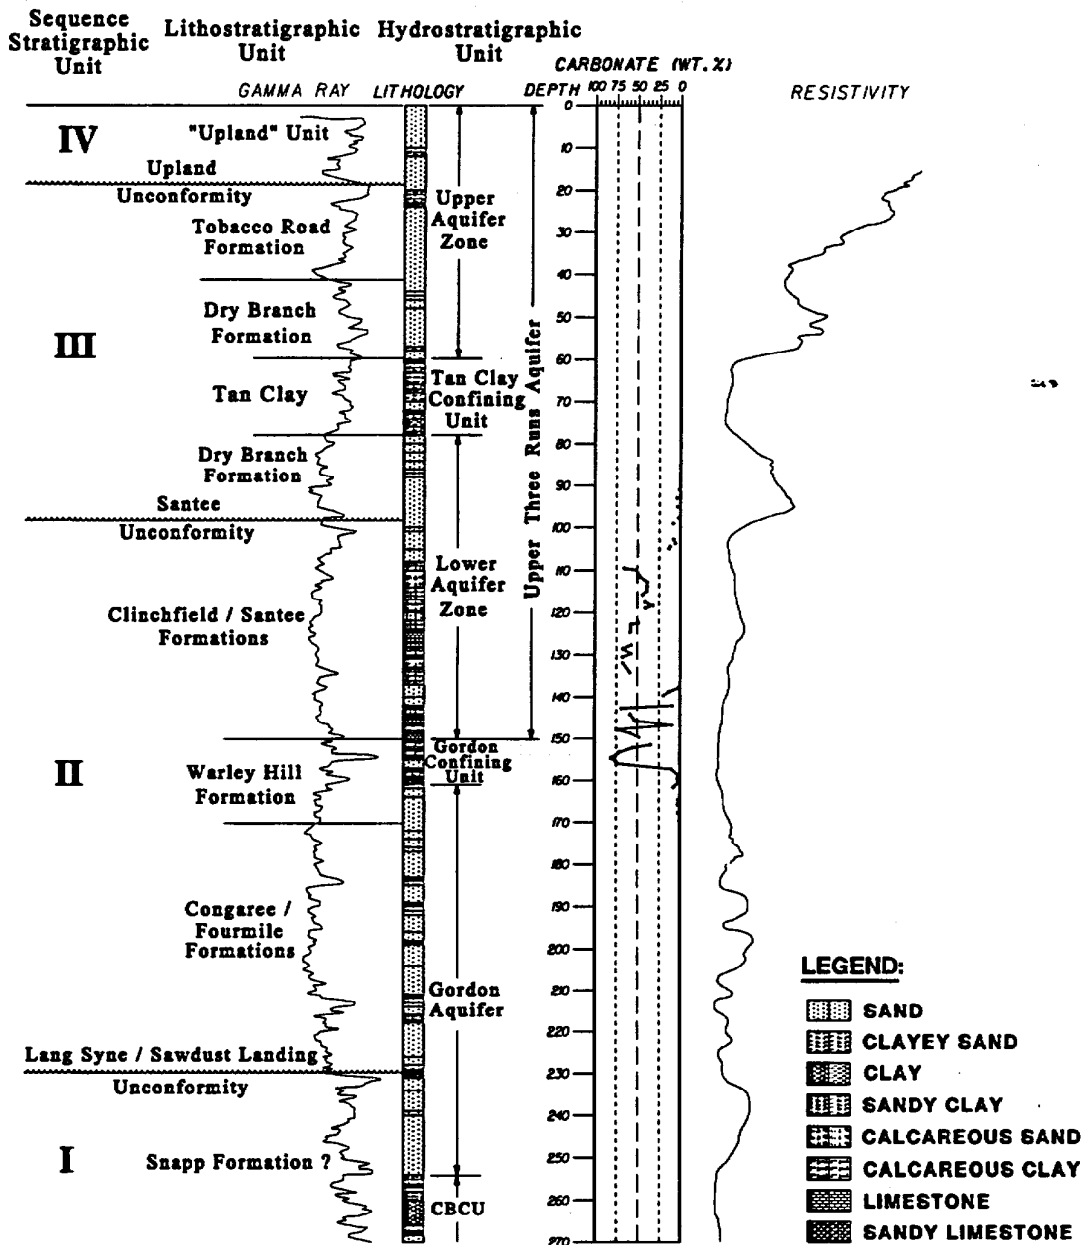 Sequence
Stratigraphic
Unit
Lithostratigraphic
Unit
Hydrostratigraphic
Unit
CARBONATE (WT.%)
GAMMA RAY
LITHOLOGY
DEPTH
100 75 50 25 0
RESISTIVITY
0
10
20
30
40
50
60
70
80
90
100
110
120
130
140
150
160
170
180
190
200
210
220
230
240
250
260
270
IV
III
II
I
"Upland" Unit
Upland
Unconformity
Tobacco Road
Formation
Dry Branch
Formation
Tan Clay
Dry Branch
Formation
Santee
Unconformity
Clinchfield / Santee
Formations
Warley Hill
Formation
Congaree /
Fourmile
Formations
Lang Syne / Sawdust Landing
Unconformity
Snapp Formation ?
Upper
Aquifer
Zone
Tan Clay
Confining
Unit
Lower
Aquifer
Zone
Gordon
Confining
Unit
Gordon
Aquifer
CBCU
Upper Three Runs Aquifer
LEGEND:
SAND
CLAYEY SAND
CLAY
SANDY CLAY
CALCAREOUS SAND
CALCAREOUS CLAY
LIMESTONE
SANDY LIMESTONE